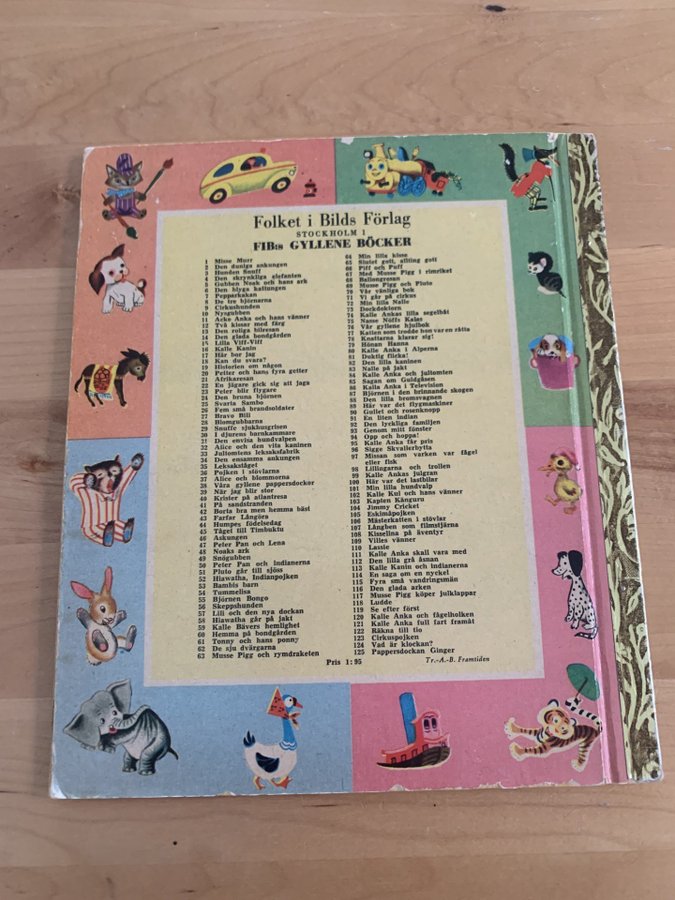 Folket i Bilds Förlag
STOCKHOLM 1
FIB:s GYLLENE BÖCKER
1 Misse Murr
2 Den duniga ankungen
3 Hunden Snuff
4 Den skrynkliga elefanten
5 Gubben Noak och hans ark
6 Den blyga kattungen
7 Pepparkakan
8 De tre björnarna
9 Cirkushunden
10 Nysgubben
11 Acke Anka och hans vänner
12 Två kissar med färg
13 Den roliga bilresan
14 Den glada bondgården
15 Lilla Viff-Viff
16 Kalle Kanin
17 Här bor jag
18 Kan du svara?
19 Historien om någon
20 Petter och hans fyra getter
21 Afrikaresan
22 En jägare gick sig att jaga
23 Peter blir flygare
24 Den bruna björnen
25 Svarta Sambo
26 Fem små brandsoldater
27 Bravo Bill
28 Blomgubbarna
29 Snuffe sjukhusgrisen
30 I djurens barnkammare
31 Den envisa hundvalpen
32 Alice och den vita kaninen
33 Jultomtens leksaksfabrik
34 Den ensamma ankungen
35 Leksakståget
36 Pojken i stövlarna
37 Alice och blommorna
38 Våra gyllene pappersdockor
39 När jag blir stor
40 Krister på atlantresa
41 På sandstranden
42 Borta bra men hemma bäst
43 Farfar Långöra
44 Humpes födelsedag
45 Tåget till Timbuktu
46 Askungen
47 Peter Pan och Lena
48 Noaks ark
49 Snögubben
50 Peter Pan och indianerna
51 Pluto går till sjöss
52 Hiawatha, Indianpojken
53 Bambis barn
54 Tummelisa
55 Björnen Bongo
56 Skeppshunden
57 Lili och den nya dockan
58 Hiawatha går på jakt
59 Kalle Bävers hemlighet
60 Hemma på bondgården
61 Tonny och hans ponny
62 De sju dvärgarna
63 Musse Pigg och rymdraketen
64 Min lilla kisse
65 Slutet gott, allting gott
66 Piff och Puff
67 Med Musse Pigg i rimriket
68 Ballongresan
69 Musse Pigg och Pluto
70 Vår vänliga bok
71 Vi går på cirkus
72 Min lilla Nalle
73 Dockdoktorn
74 Kalle Ankas lilla segelbåt
75 Nasse Nöffs Kalas
76 Vår gyllene hjulbok
77 Katten som trodde hon var en råtta
78 Knattarna klarar sig!
79 Hönan Hanna
80 Kalle Anka i Alperna
81 Duktig flicka!
82 Den lilla kaninen
83 Nalle på jakt
84 Kalle Anka och jultomten
85 Sagan om Guldgåsen
86 Kalla Anka i Television
87 Björnen i den brinnande skogen
88 Den lilla bromsvagnen
89 Här var det flygmaskiner
90 Gullet och rosenknopp
91 En liten indian
92 Den lyckliga familjen
93 Genom mitt fönster
94 Opp och hoppa!
95 Kalle Anka får pris
96 Sigge Skvallerbytta
97 Missan som varken var fågel
eller fisk
98 Lillingarna och trollen
99 Kalle Ankas julgran
100 Här var det lastbilar
101 Min lilla hundvalp
102 Kalle Kul och hans vänner
103 Kapten Känguru
104 Jimmy Cricket
105 Eskimåpojken
106 Mästerkatten i stövlar
107 Långben som filmstjärna
108 Kisselina på äventyr
109 Villes vänner
110 Lassie
111 Kalle Anka skall vara med
112 Den lilla grå åsnan
113 Kalle Kanin och indianerna
114 En saga om en nyckel
115 Fyra små vandringsmän
116 Den glada arken
117 Musse Pigg köper julklappar
118 Ludde
119 Se efter först
120 Kalle Anka och fågelholken
121 Kalle Anka full fart framåt
122 Räkna till tio
123 Cirkuspojken
124 Vad är klockan?
125 Pappersdockan Ginger
Pris 1:95
Tr.-A.-B. Framtiden